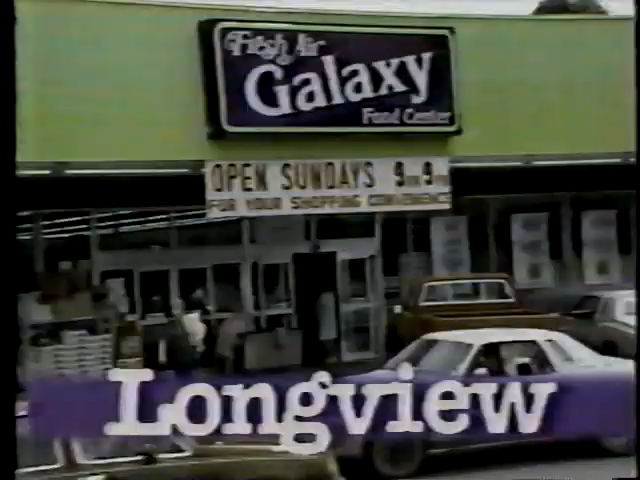 Fresh Air
Galaxy
Food Center
OPEN SUNDAYS 9AM 9PM
FOR YOUR SHOPPING CONVENIENCE
Longview